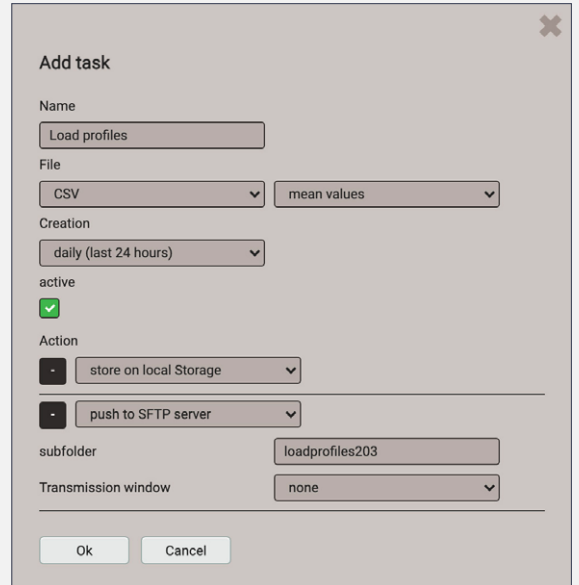 Add task
Name
Load profiles
File
CSV mean values
Creation
daily (last 24 hours)
active
Action
- store on local Storage
- push to SFTP server
subfolder loadprofiles203
Transmission window none
Ok Cancel